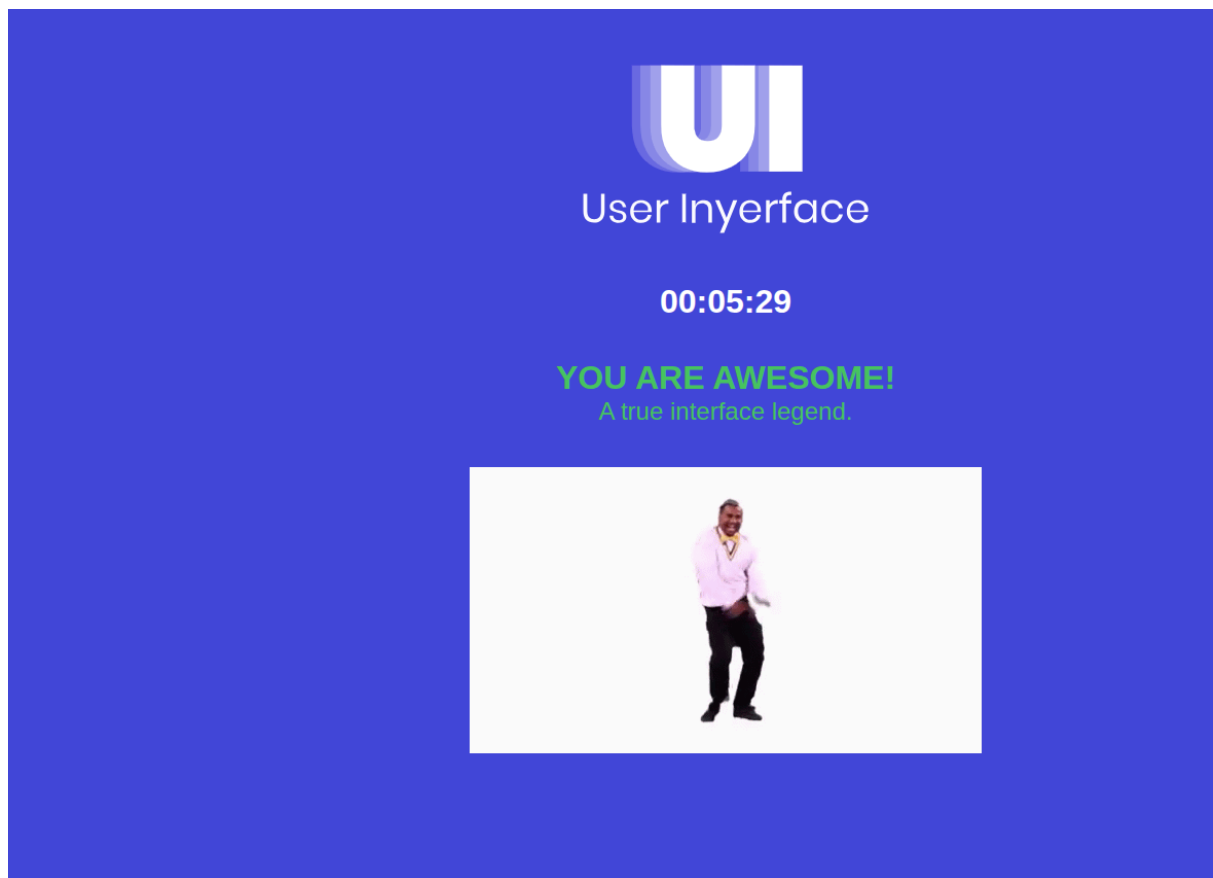 UI
User Inyerface
00:05:29
YOU ARE AWESOME!
A true interface legend.